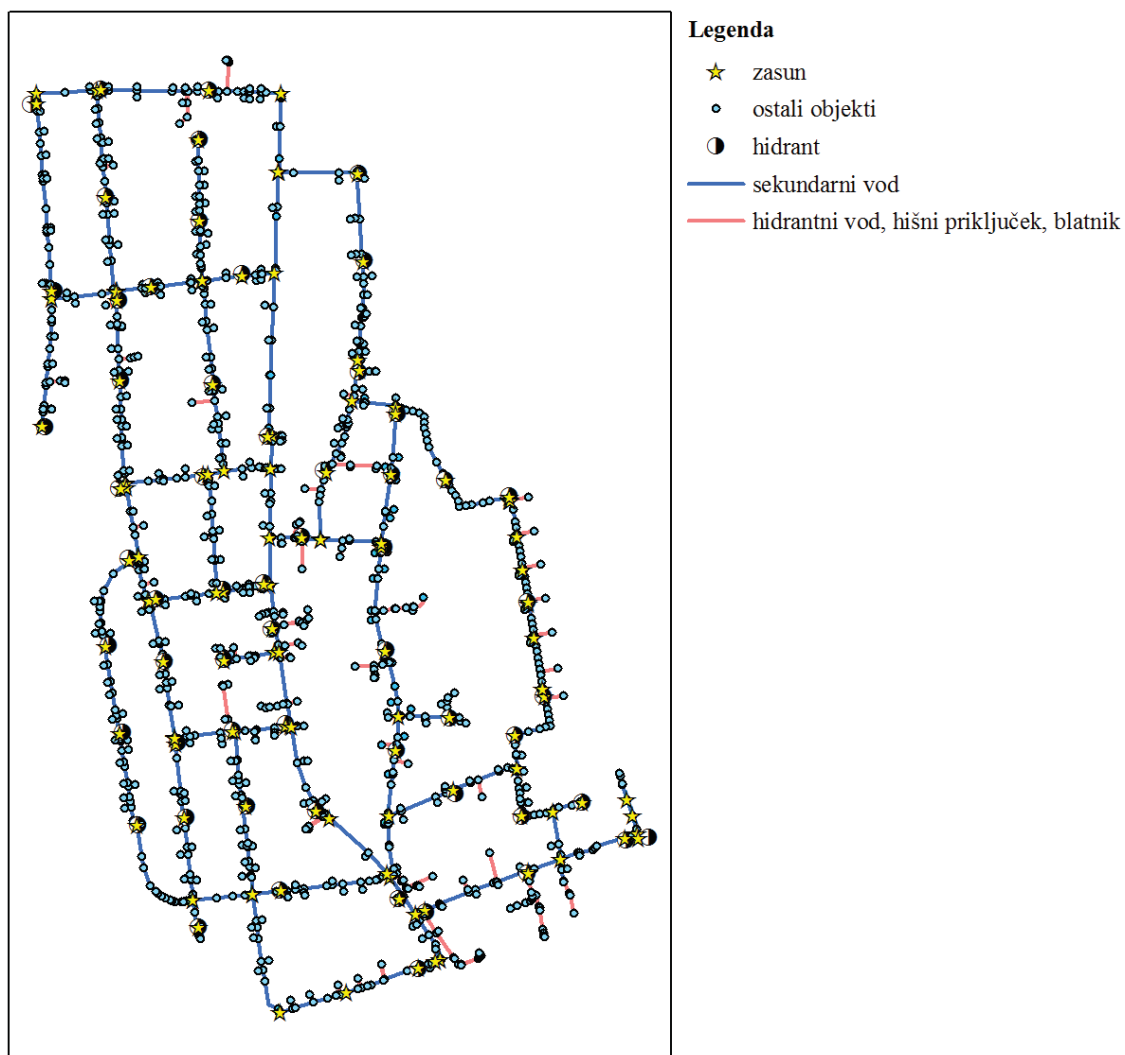 Legenda
zasun
ostali objekti
hidrant
sekundarni vod
hidrantni vod, hišni priključek, blatnik